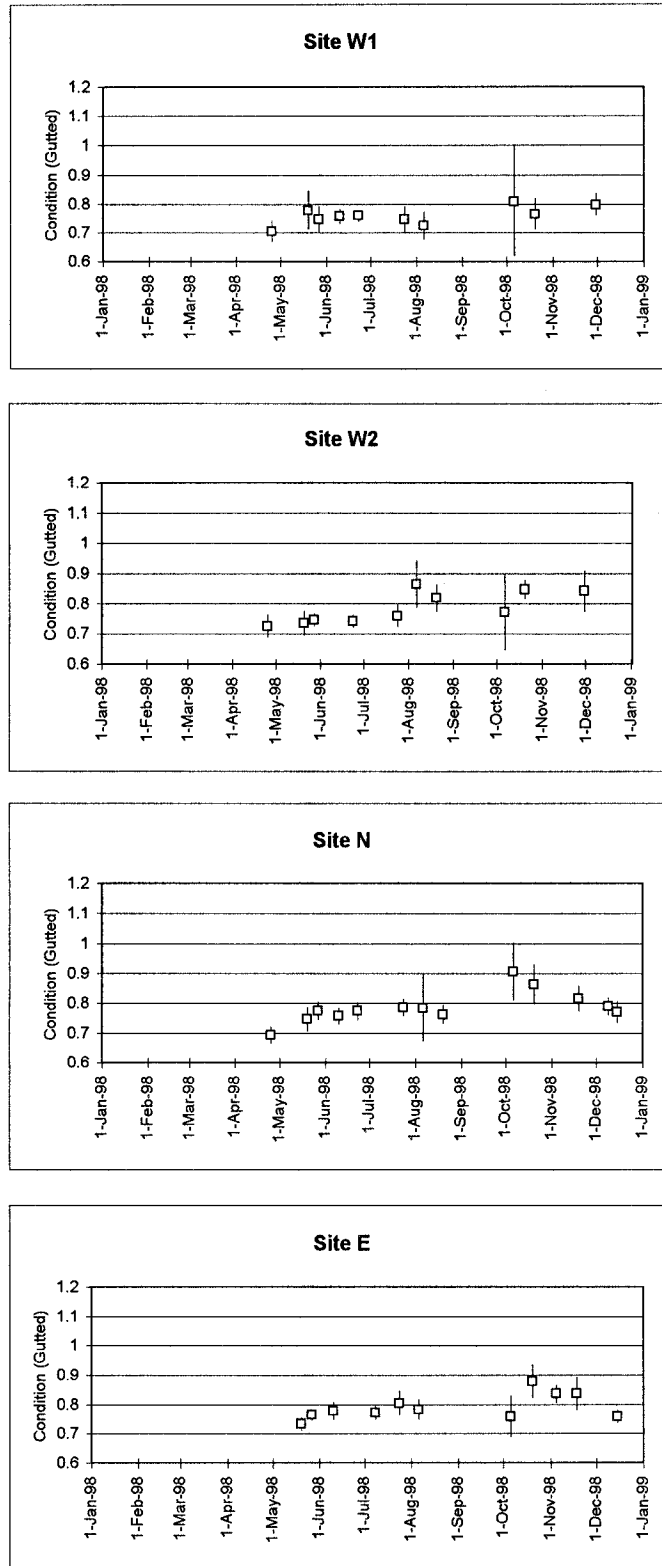 Site W1
Condition (Gutted)
1.2
1.1
1
0.9
0.8
0.7
0.6
1-Jan-98
1-Feb-98
1-Mar-98
1-Apr-98
1-May-98
1-Jun-98
1-Jul-98
1-Aug-98
1-Sep-98
1-Oct-98
1-Nov-98
1-Dec-98
1-Jan-99
Site W2
Condition (Gutted)
1.2
1.1
1
0.9
0.8
0.7
0.6
1-Jan-98
1-Feb-98
1-Mar-98
1-Apr-98
1-May-98
1-Jun-98
1-Jul-98
1-Aug-98
1-Sep-98
1-Oct-98
1-Nov-98
1-Dec-98
1-Jan-99
Site N
Condition (Gutted)
1.2
1.1
1
0.9
0.8
0.7
0.6
1-Jan-98
1-Feb-98
1-Mar-98
1-Apr-98
1-May-98
1-Jun-98
1-Jul-98
1-Aug-98
1-Sep-98
1-Oct-98
1-Nov-98
1-Dec-98
1-Jan-99
Site E
Condition (Gutted)
1.2
1.1
1
0.9
0.8
0.7
0.6
1-Jan-98
1-Feb-98
1-Mar-98
1-Apr-98
1-May-98
1-Jun-98
1-Jul-98
1-Aug-98
1-Sep-98
1-Oct-98
1-Nov-98
1-Dec-98
1-Jan-99